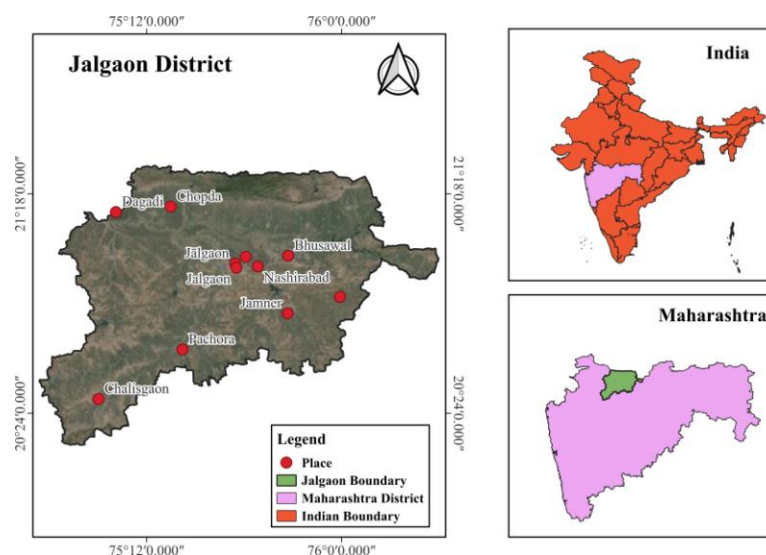 75°12'0.000"
76°0'0.000"
Jalgaon District
21°18'0.000"
21°18'0.000"
Dagadi
Chopda
Jalgaon
Jalgaon
Bhusawal
Nashirabad
Jamner
Pachora
Chalisgaon
20°24'0.000"
20°24'0.000"
Legend
Place
Jalgaon Boundary
Maharashtra District
Indian Boundary
75°12'0.000"
76°0'0.000"
India
Maharashtra